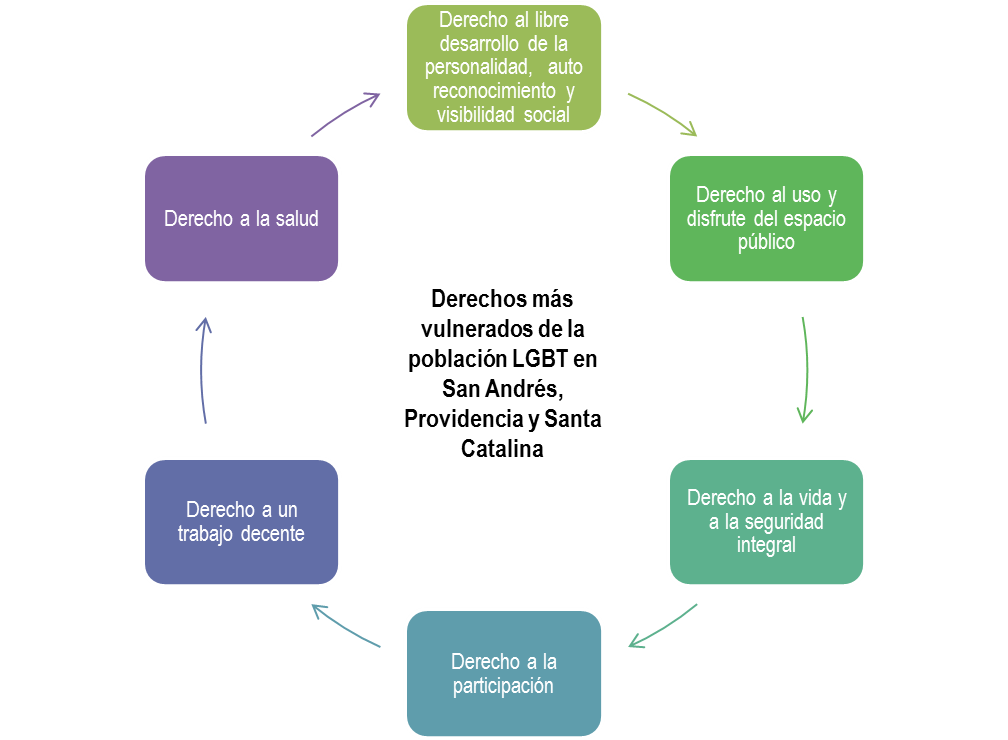 Derecho al libre
desarrollo de la
personalidad, auto
reconocimiento y
visibilidad social
Derecho al uso y
disfrute del espacio
público
Derecho a la vida y
a la seguridad
integral
Derecho a la
participación
Derecho a un
trabajo decente
Derecho a la salud
Derechos más
vulnerados de la
población LGBT en
San Andrés,
Providencia y Santa
Catalina